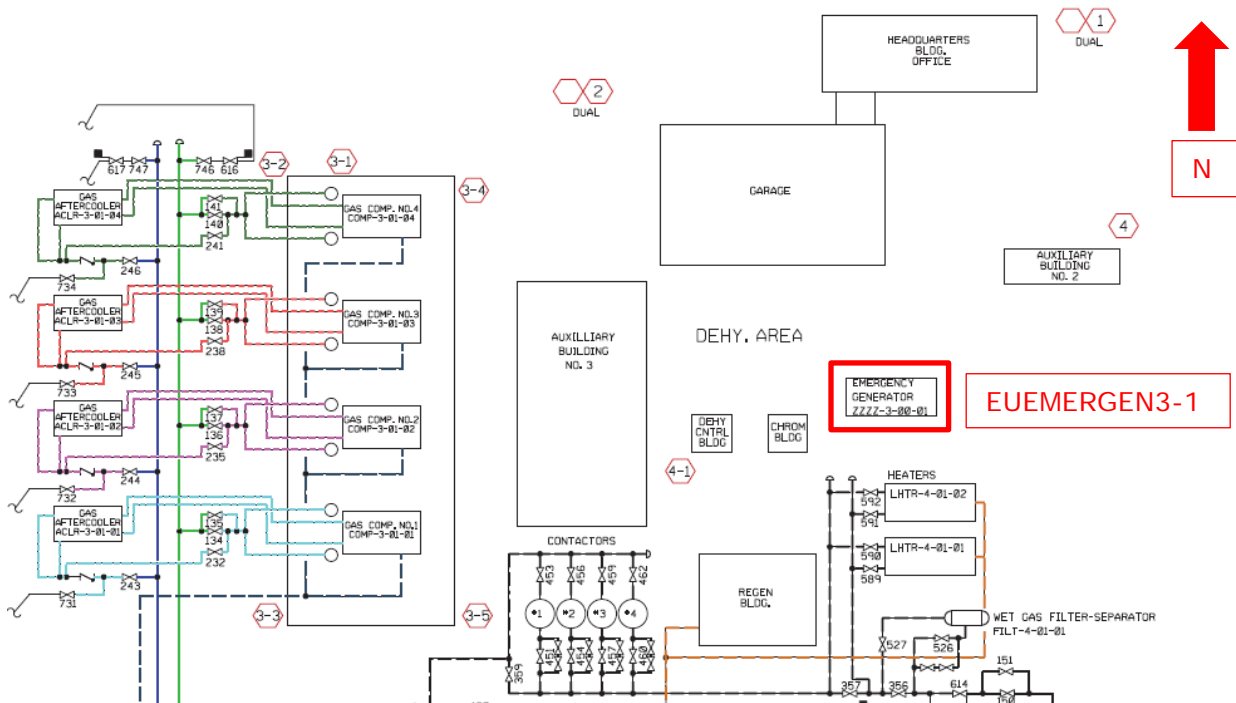 HEADQUARTERS
BLDG.
OFFICE
1
DUAL
2
DUAL
N
GARAGE
4
AUXILIARY
BUILDING
NO. 2
617
747
746
616
3-2
3-1
3-4
GAS
AFTERCOOLER
ACLR-3-01-04
141
140
241
GAS COMP. NO.4
COMP-3-01-04
246
734
GAS
AFTERCOOLER
ACLR-3-01-03
139
138
238
GAS COMP. NO.3
COMP-3-01-03
245
733
GAS
AFTERCOOLER
ACLR-3-01-02
137
136
235
GAS COMP. NO.2
COMP-3-01-02
244
732
GAS
AFTERCOOLER
ACLR-3-01-01
135
134
232
GAS COMP. NO.1
COMP-3-01-01
243
731
3-3
3-5
AUXILLIARY
BUILDING
NO. 3
DEHY. AREA
EMERGENCY
GENERATOR
ZZZZ-3-00-01
EUEMERGEN3-1
DEHY
CNTRL
BLDG
CHROM
BLDG
4-1
HEATERS
592
LHTR-4-01-02
591
590
LHTR-4-01-01
589
CONTACTORS
453
456
459
462
*1
*2
*3
*4
451
454
457
460
359
REGEN
BLDG.
WET GAS FILTER-SEPARATOR
FILT-4-01-01
527
526
357
356
614
151
150